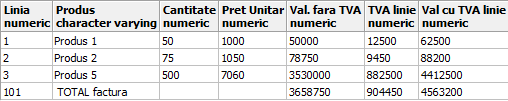 Linia Produs Cantitate Pret Unitar Val. fara TVA TVA linie Val cu TVA linie
numeric character varying numeric numeric numeric numeric numeric
1 Produs 1 50 1000 50000 12500 62500
2 Produs 2 75 1050 78750 9450 88200
3 Produs 5 500 7060 3530000 882500 4412500
101 TOTAL factura 3658750 904450 4563200